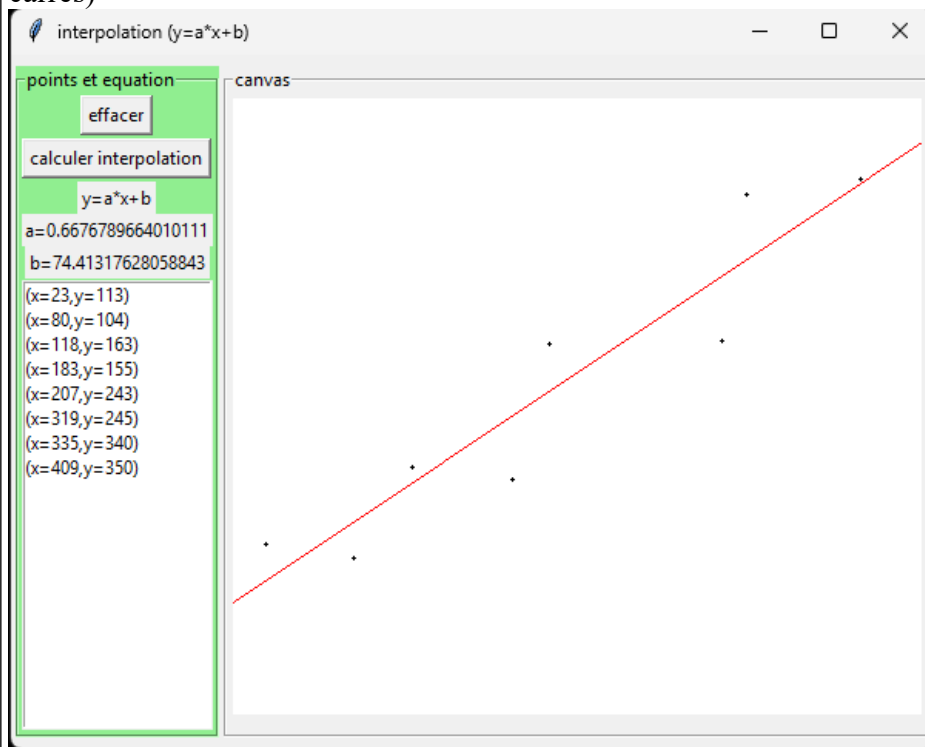 carrés)
interpolation (y=a*x+b)
points et equation
canvas
effacer
calculer interpolation
y=a*x+b
a=0.6676789664010111
b=74.41317628058843
(x=23,y=113)
(x=80,y=104)
(x=118,y=163)
(x=183,y=155)
(x=207,y=243)
(x=319,y=245)
(x=335,y=340)
(x=409,y=350)